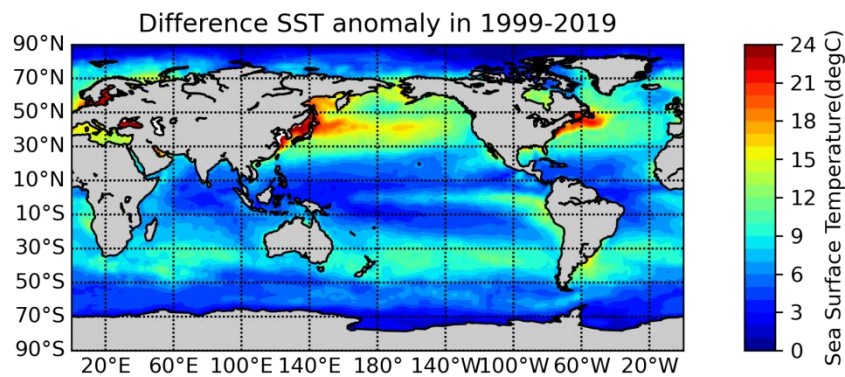 Difference SST anomaly in 1999-2019
90°N
70°N
50°N
30°N
10°N
10°S
30°S
50°S
70°S
90°S
20°E 60°E 100°E 140°E 180° 140°W 100°W 60°W 20°W
24
21
18
15
12
9
6
3
0
Sea Surface Temperature(degC)